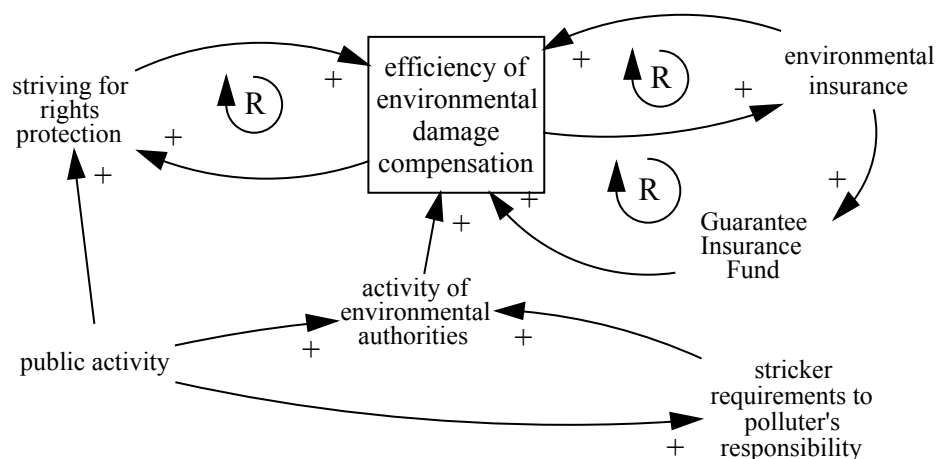 striving for
rights
protection
+
+
+
R
+
efficiency of
environmental
damage
compensation
+
R
+
environmental
insurance
R
+
+
Guarantee
Insurance
Fund
+
activity of
environmental
authorities
+
+
public activity
stricker
requirements to
polluter's
responsibility
+